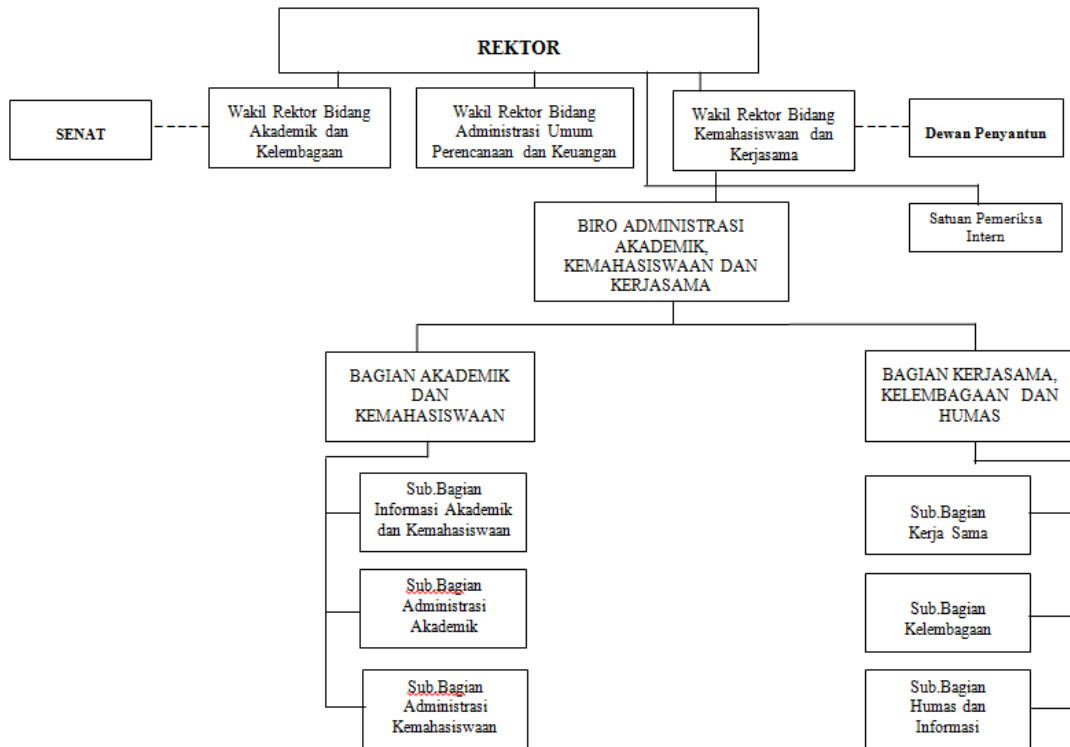 REKTOR
SENAT
Wakil Rektor Bidang
Akademik dan
Kelembagaan
Wakil Rektor Bidang
Administrasi Umum
Perencanaan dan Keuangan
Wakil Rektor Bidang
Kemahasiswaan dan
Kerjasama
Dewan Penyantun
BIRO ADMINISTRASI
AKADEMIK,
KEMAHASISWAAN DAN
KERJASAMA
Satuan Pemeriksa
Intern
BAGIAN AKADEMIK
DAN
KEMAHASISWAAN
BAGIAN KERJASAMA,
KELEMBAGAAN DAN
HUMAS
Sub.Bagian
Informasi Akademik
dan Kemahasiswaan
Sub.Bagian
Kerja Sama
Sub.Bagian
Administrasi
Akademik
Sub.Bagian
Kelembagaan
Sub.Bagian
Administrasi
Kemahasiswaan
Sub.Bagian
Humas dan
Informasi